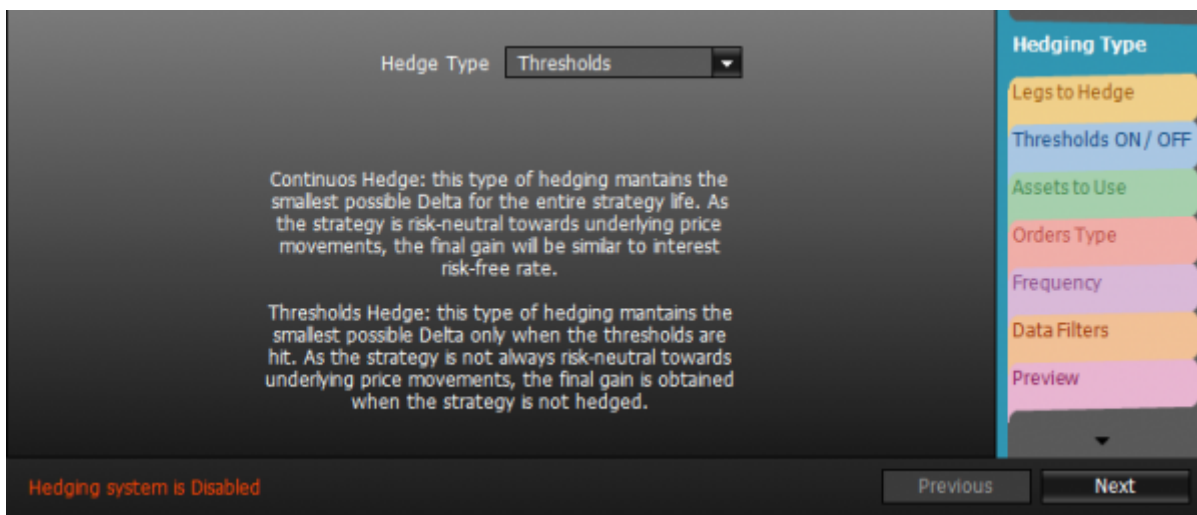 Hedge Type Thresholds
Continuos Hedge: this type of hedging mantains the
smallest possible Delta for the entire strategy life. As
the strategy is risk-neutral towards underlying price
movements, the final gain will be similar to interest
risk-free rate.
Thresholds Hedge: this type of hedging mantains the
smallest possible Delta only when the thresholds are
hit. As the strategy is not always risk-neutral towards
underlying price movements, the final gain is obtained
when the strategy is not hedged.
Hedging Type
Legs to Hedge
Thresholds ON / OFF
Assets to Use
Orders Type
Frequency
Data Filters
Preview
Hedging system is Disabled
Previous
Next